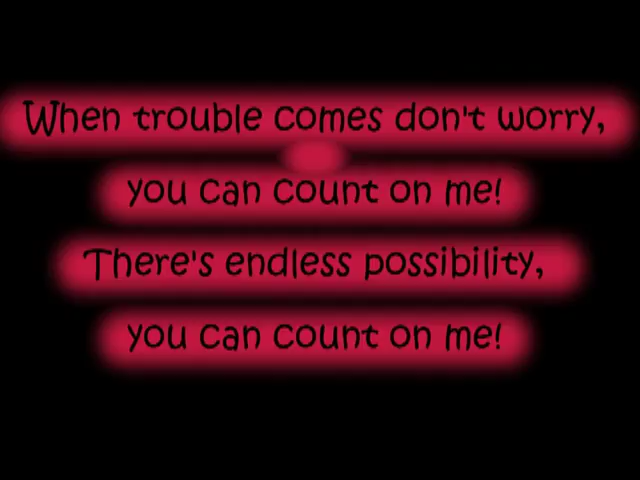 When trouble comes don't worry,
you can count on me!
There's endless possibility,
you can count on me!